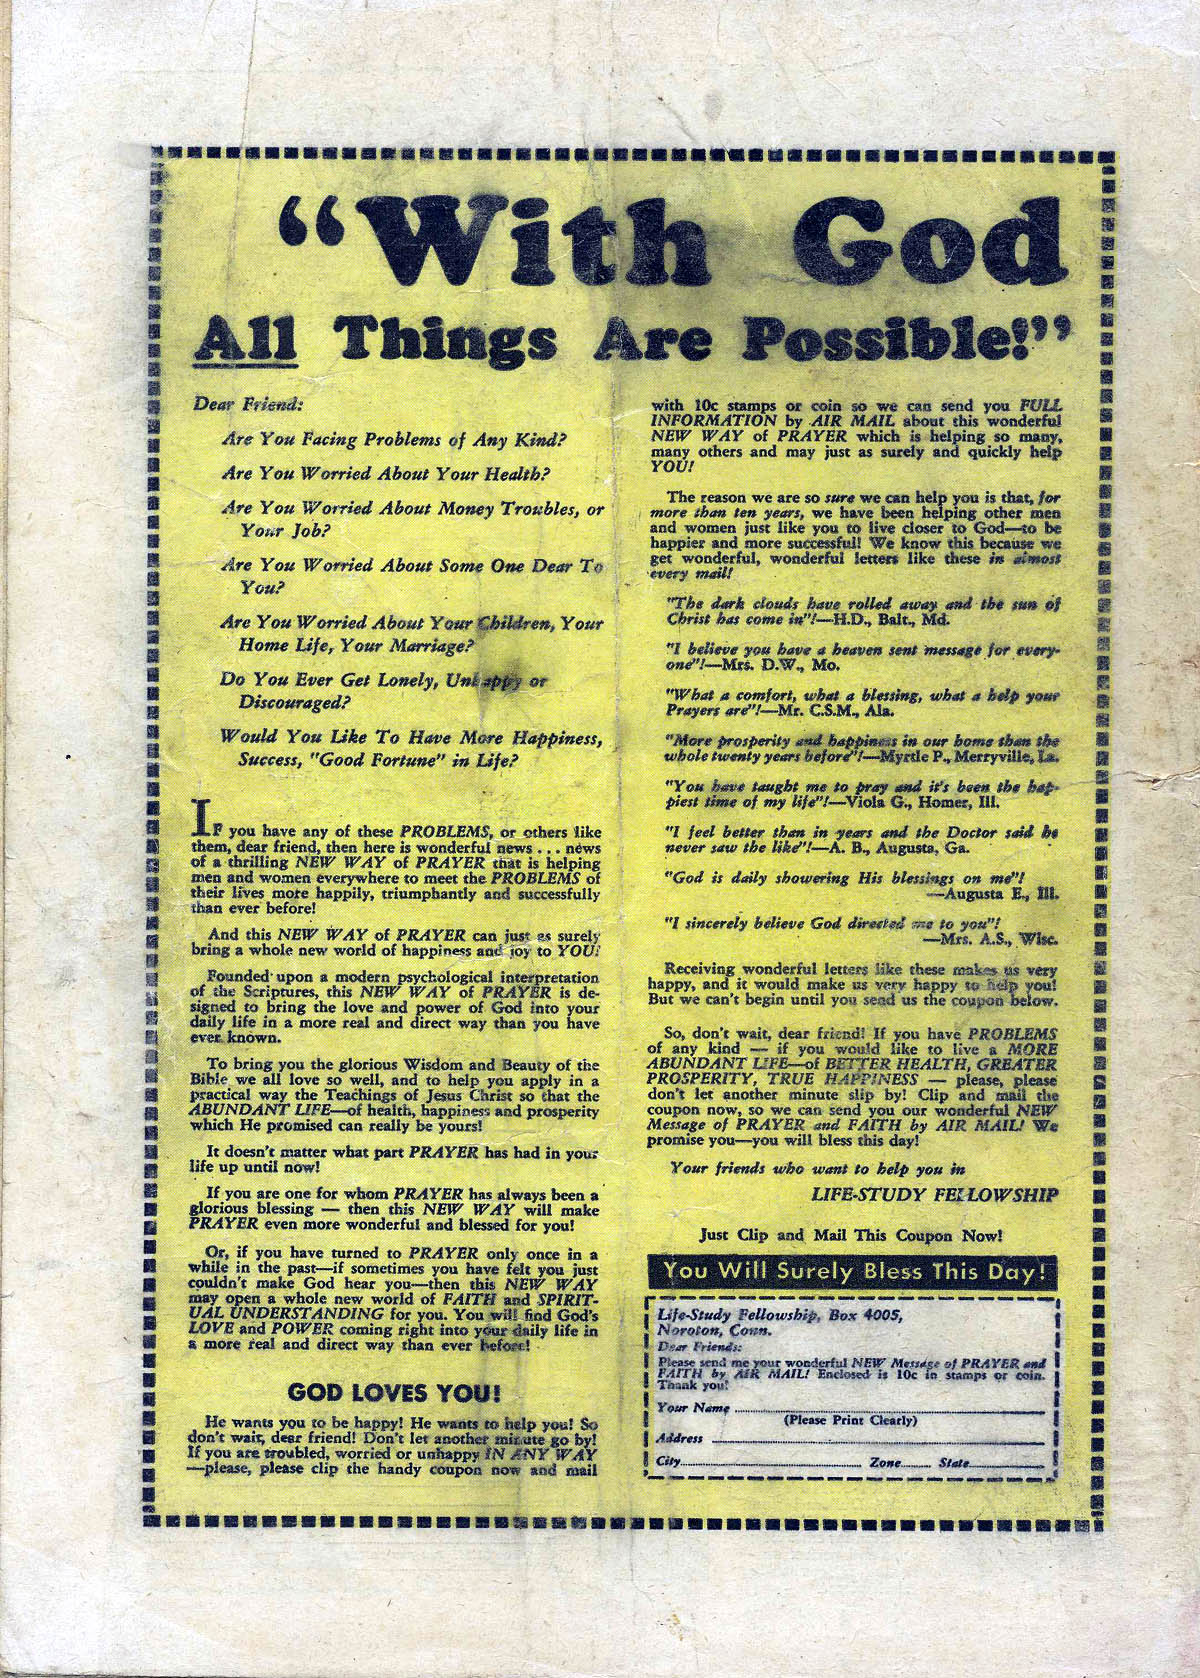 "With God
All Things Are Possible!"
Dear Friend:
Are You Facing Problems of Any Kind?
Are You Worried About Your Health?
Are You Worried About Money Troubles, or
Your Job?
Are You Worried About Some One Dear To
You?
Are You Worried About Your Children, Your
Home Life, Your Marriage?
Do You Ever Get Lonely, Unhappy or
Discouraged?
Would You Like To Have More Happiness,
Success, "Good Fortune" in Life?
IF you have any of these PROBLEMS, or others like
them, dear friend, then here is wonderful news . . . news
of a thrilling NEW WAY of PRAYER that is helping
men and women everywhere to meet the PROBLEMS of
their lives more happily, triumphantly and successfully
than ever before!
And this NEW WAY of PRAYER can just as surely
bring a whole new world of happiness and joy to YOU!
Founded upon a modern psychological interpretation
of the Scriptures, this NEW WAY of PRAYER is de-
signed to bring the love and power of God into your
daily life in a more real and direct way than you have
ever known.
To bring you the glorious Wisdom and Beauty of the
Bible we all love so well, and to help you apply in a
practical way the Teachings of Jesus Christ so that the
ABUNDANT LIFE—of health, happiness and prosperity
which He promised can really be yours!
It doesn't matter what part PRAYER has had in your
life up until now!
If you are one for whom PRAYER has always been a
glorious blessing — then this NEW WAY will make
PRAYER even more wonderful and blessed for you!
Or, if you have turned to PRAYER only once in a
while in the past—if sometimes you have felt you just
couldn't make God hear you—then this NEW WAY
may open a whole new world of FAITH and SPIRIT-
UAL UNDERSTANDING for you. You will find God's
LOVE and POWER coming right into your daily life in
a more real and direct way than ever before!
GOD LOVES YOU!
He wants you to be happy! He wants to help you! So
don't wait, dear friend! Don't let another minute go by!
If you are troubled, worried or unhappy IN ANY WAY
—please, please clip the handy coupon now and mail
with 10c stamps or coin so we can send you FULL
INFORMATION by AIR MAIL about this wonderful
NEW WAY of PRAYER which is helping so many,
many others and may just as surely and quickly help
YOU!
The reason we are so sure we can help you is that, for
more than ten years, we have been helping other men
and women just like you to live closer to God—to be
happier and more successful! We know this because we
get wonderful, wonderful letters like these in almost
every mail!
"The dark clouds have rolled away and the sun of
Christ has come in"!—H.D., Balt., Md.
"I believe you have a heaven sent message for every-
one"!—Mrs. D.W., Mo.
"What a comfort, what a blessing, what a help your
Prayers are"!—Mr. C.S.M., Ala.
"More prosperity and happiness in our home than the
whole twenty years before"!—Myrtle P., Merryville, La.
"You have taught me to pray and it's been the hap-
piest time of my life"!—Viola G., Homer, Ill.
"I feel better than in years and the Doctor said he
never saw the like"!—A. B., Augusta, Ga.
"God is daily showering His blessings on me"!
—Augusta E., Ill.
"I sincerely believe God directed me to you"!
—Mrs. A.S., Wisc.
Receiving wonderful letters like these makes us very
happy, and it would make us very happy to help you!
But we can't begin until you send us the coupon below.
So, don't wait, dear friend! If you have PROBLEMS
of any kind — if you would like to live a MORE
ABUNDANT LIFE—of BETTER HEALTH, GREATER
PROSPERITY, TRUE HAPPINESS — please, please
don't let another minute slip by! Clip and mail the
coupon now, so we can send you our wonderful NEW
Message of PRAYER and FAITH by AIR MAIL! We
promise you—you will bless this day!
Your friends who want to help you in
LIFE-STUDY FELLOWSHIP
Just Clip and Mail This Coupon Now!
You Will Surely Bless This Day!
Life-Study Fellowship, Box 4005,
Noroton, Conn.
Dear Friends:
Please send me your wonderful NEW Message of PRAYER and
FAITH by AIR MAIL! Enclosed is 10c in stamps or coin.
Thank you!
Your Name
(Please Print Clearly)
Address
City Zone State